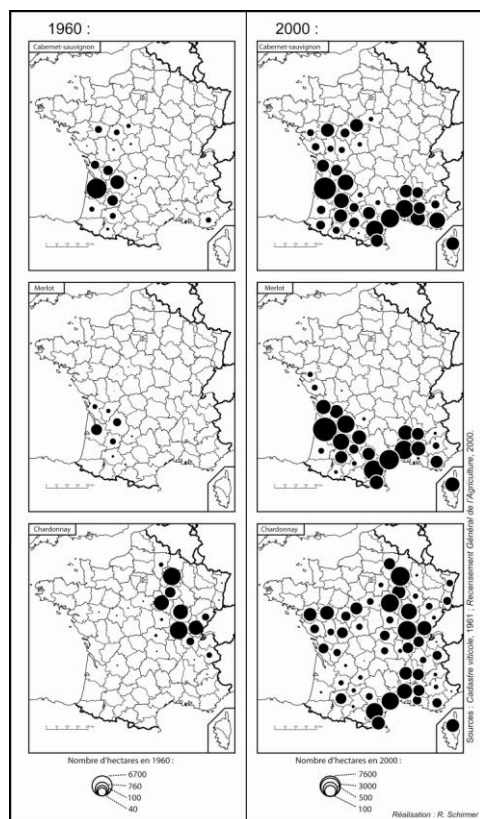 1960 :
2000 :
Cabernet-sauvignon
Cabernet-sauvignon
Merlot
Merlot
Chardonnay
Chardonnay
Nombre d'hectares en 1960 :
6700
760
100
40
Nombre d'hectares en 2000 :
7600
3000
500
100
Sources : Cadastre viticole, 1961 ; Recensement Général de l'Agriculture, 2000.
Réalisation : R. Schirmer